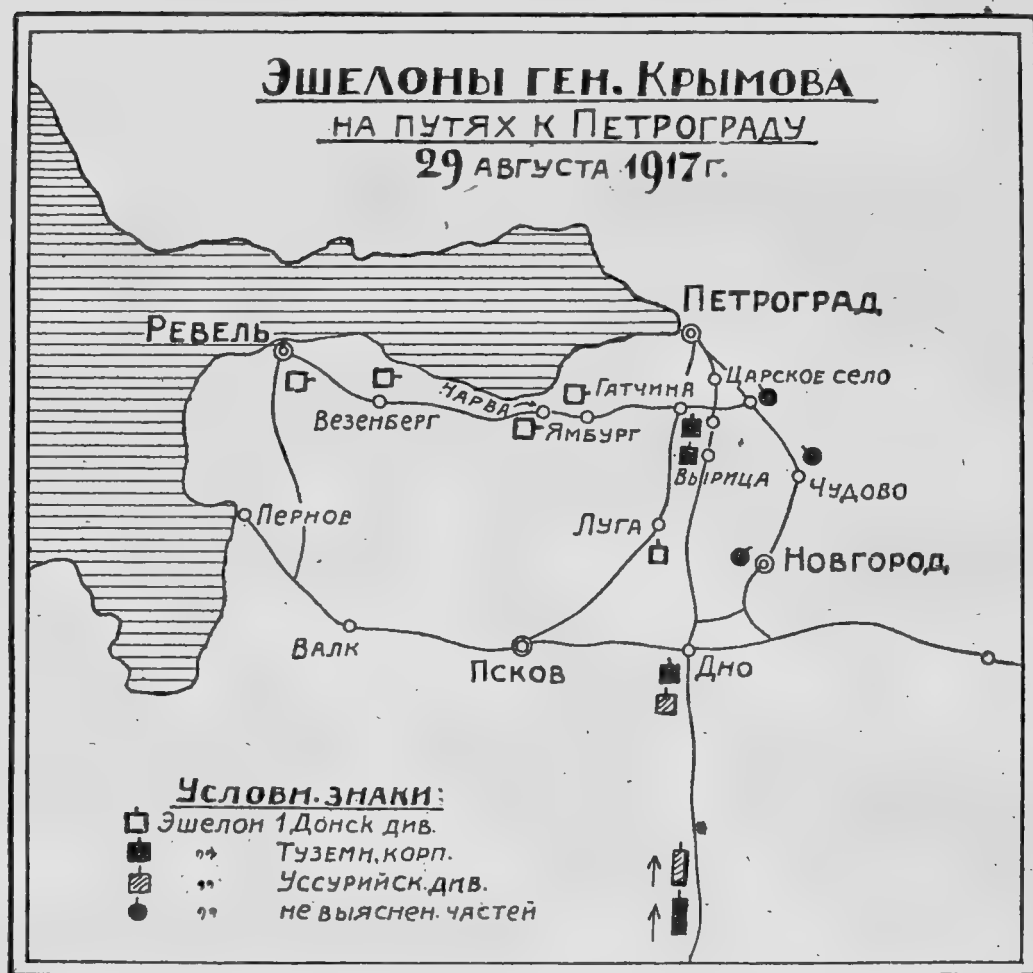 Эшелоны ген. Крымова
на путях к Петрограду
29 августа 1917 г.
Петроград
Ревель
Царское село
Гатчина
Нарва →
Везенберг
Ямбург
Вырица
Чудово
Пернов
Луга
Новгород
Валк
Псков
Дно
Условн. знаки:
Эшелон 1 Донск див.
„ Туземн. корп.
„ Уссурийск. див.
„ не выяснен. частей